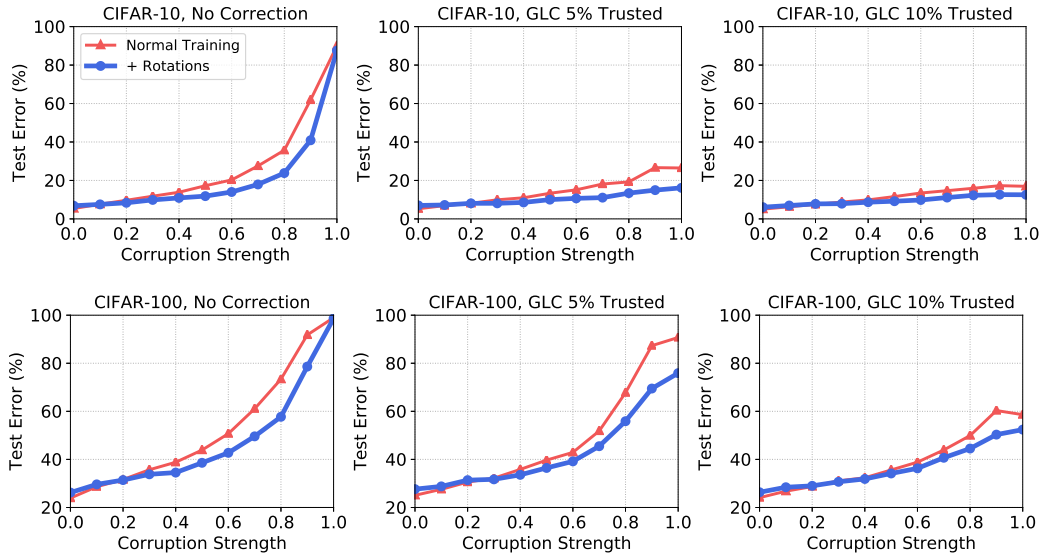 CIFAR-10, No Correction
100
80
60
40
20
0
Test Error (%)
Normal Training
+ Rotations
0.0 0.2 0.4 0.6 0.8 1.0
Corruption Strength
CIFAR-10, GLC 5% Trusted
100
80
60
40
20
0
Test Error (%)
0.0 0.2 0.4 0.6 0.8 1.0
Corruption Strength
CIFAR-10, GLC 10% Trusted
100
80
60
40
20
0
Test Error (%)
0.0 0.2 0.4 0.6 0.8 1.0
Corruption Strength
CIFAR-100, No Correction
100
80
60
40
20
Test Error (%)
0.0 0.2 0.4 0.6 0.8 1.0
Corruption Strength
CIFAR-100, GLC 5% Trusted
100
80
60
40
20
Test Error (%)
0.0 0.2 0.4 0.6 0.8 1.0
Corruption Strength
CIFAR-100, GLC 10% Trusted
100
80
60
40
20
Test Error (%)
0.0 0.2 0.4 0.6 0.8 1.0
Corruption Strength